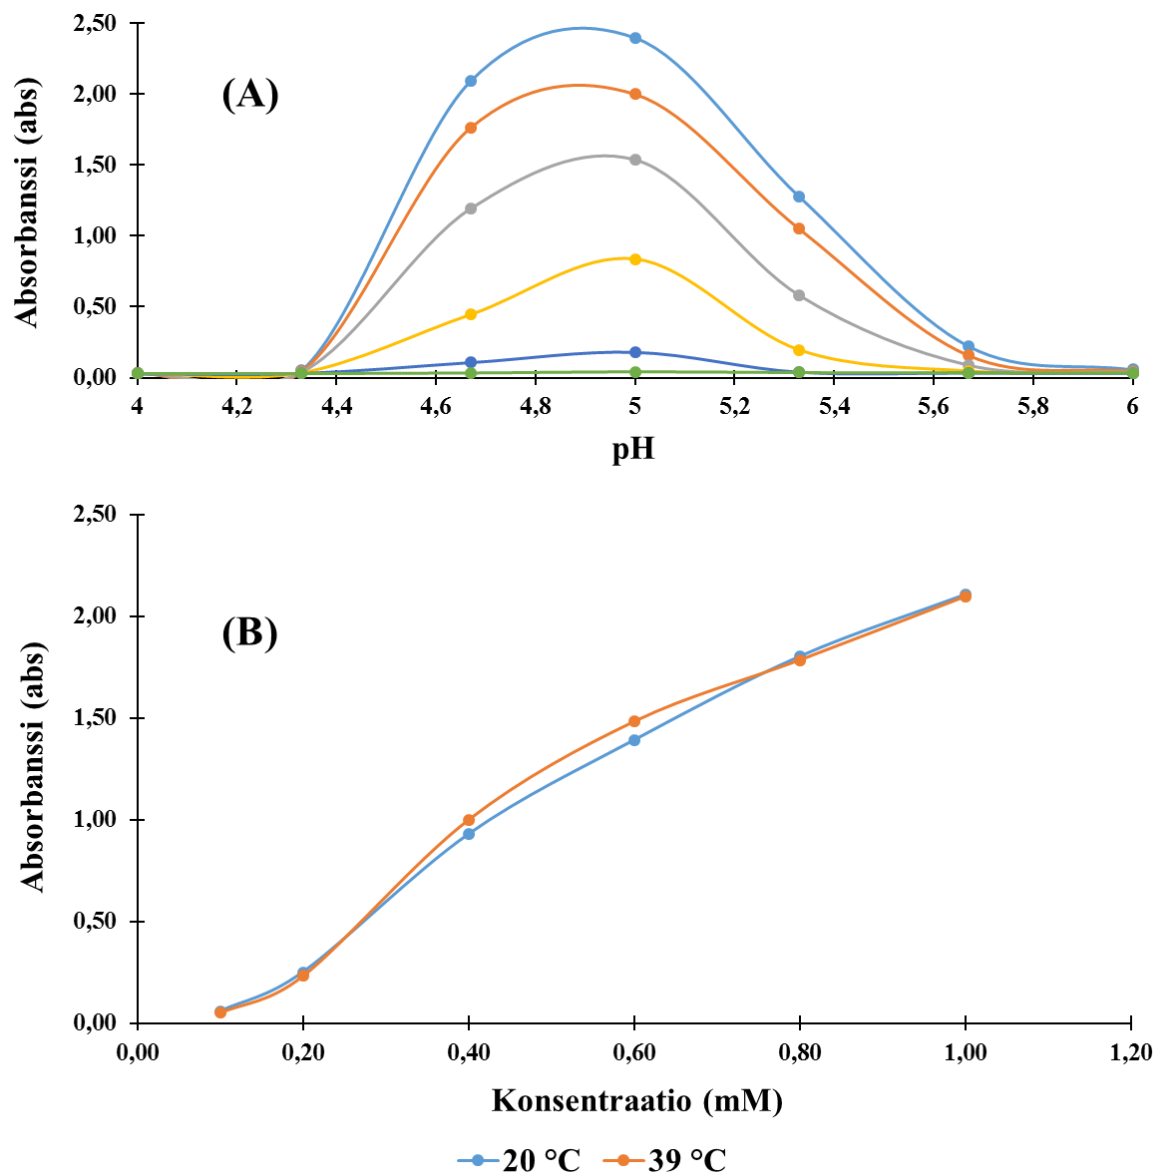 2,50
2,00
1,50
1,00
0,50
0,00
Absorbanssi (abs)
(A)
4 4,2 4,4 4,6 4,8 5 5,2 5,4 5,6 5,8 6
pH
2,50
2,00
1,50
1,00
0,50
0,00
Absorbanssi (abs)
(B)
0,00 0,20 0,40 0,60 0,80 1,00 1,20
Konsentraatio (mM)
20 °C 39 °C